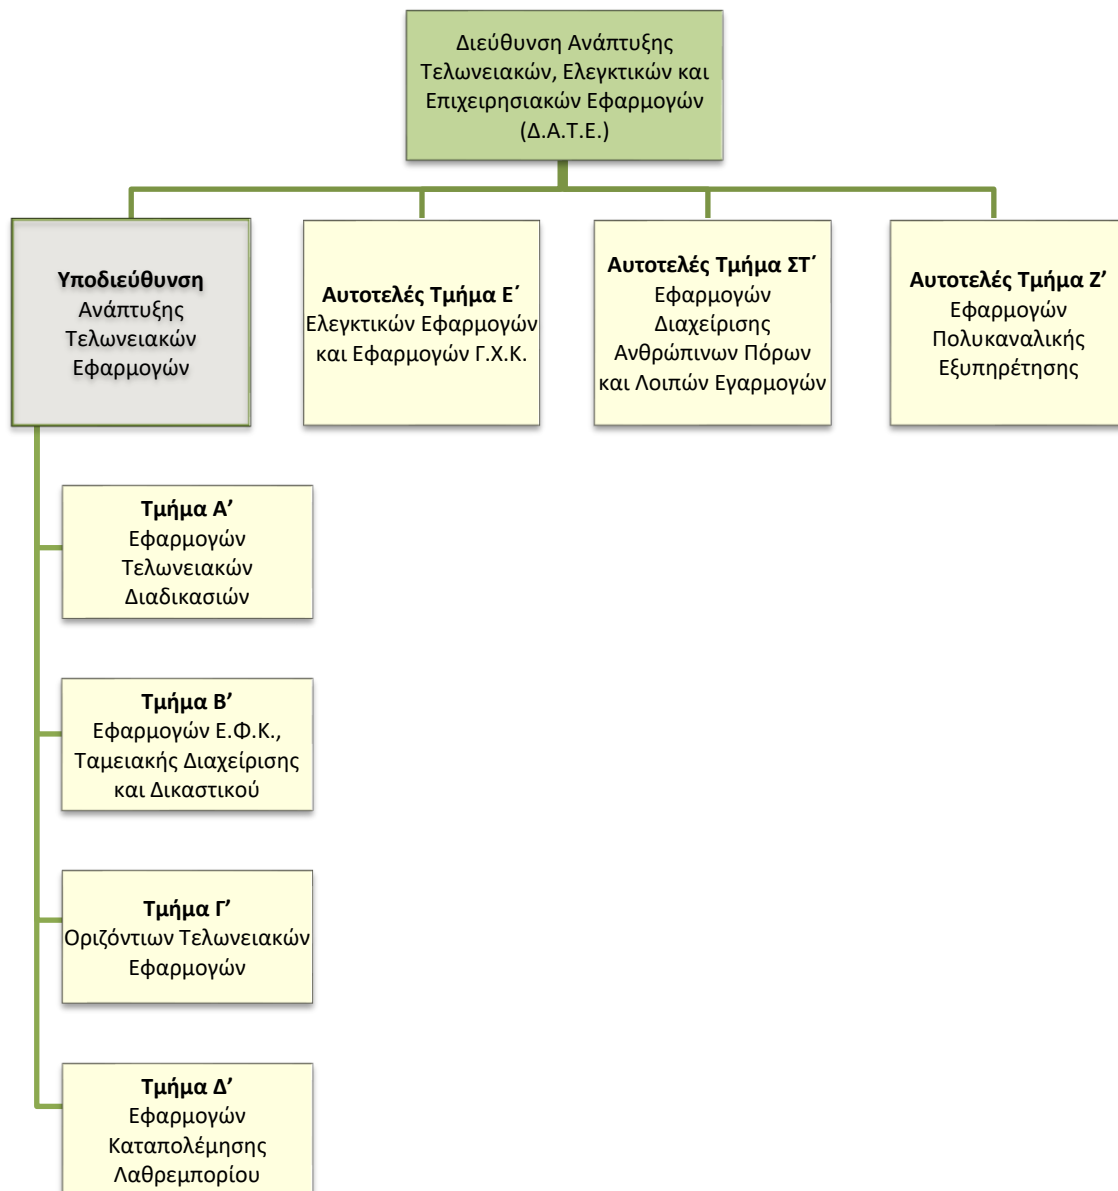 Διεύθυνση Ανάπτυξης
Τελωνειακών, Ελεγκτικών και
Επιχειρησιακών Εφαρμογών
(Δ.Α.Τ.Ε.)
Υποδιεύθυνση
Ανάπτυξης
Τελωνειακών
Εφαρμογών
Αυτοτελές Τμήμα Ε΄
Ελεγκτικών Εφαρμογών
και Εφαρμογών Γ.Χ.Κ.
Αυτοτελές Τμήμα ΣΤ’
Εφαρμογών
Διαχείρισης
Ανθρώπινων Πόρων
και Λοιπών Εγαρμογών
Αυτοτελές Τμήμα Ζ’
Εφαρμογών
Πολυκαναλικής
Εξυπηρέτησης
Τμήμα Α’
Εφαρμογών
Τελωνειακών
Διαδικασιών
Τμήμα Β’
Εφαρμογών Ε.Φ.Κ.,
Ταμειακής Διαχείρισης
και Δικαστικού
Τμήμα Γ’
Οριζόντιων Τελωνειακών
Εφαρμογών
Τμήμα Δ’
Εφαρμογών
Καταπολέμησης
Λαθρεμπορίου